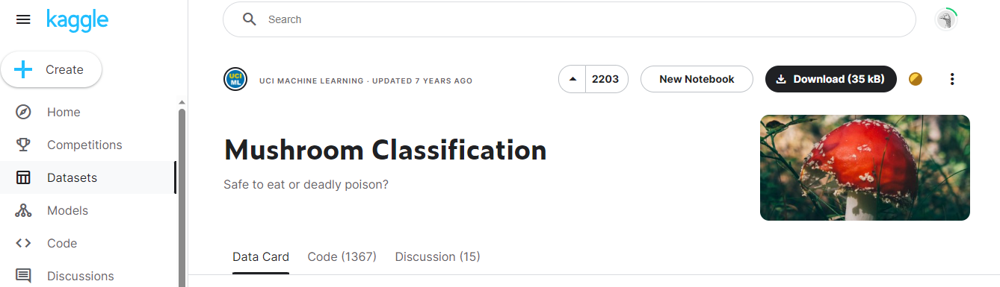 kaggle
Search
Create
UCI ML
UCI MACHINE LEARNING · UPDATED 7 YEARS AGO
2203
New Notebook
Download (35 kB)
Home
Competitions
Datasets
Models
Code
Discussions
Mushroom Classification
Safe to eat or deadly poison?
Data Card
Code (1367)
Discussion (15)